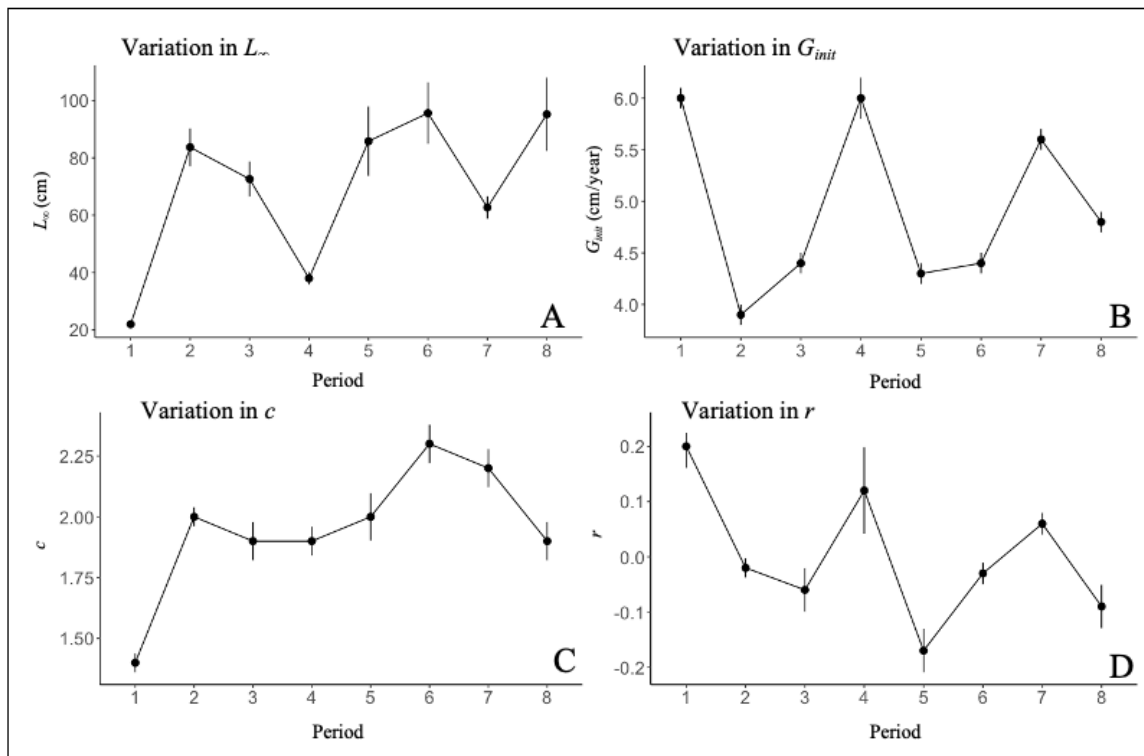 Variation in L∞
100
80
60
40
20
L∞ (cm)
1 2 3 4 5 6 7 8
Period
A
Variation in Ginit
6.0
5.5
5.0
4.5
4.0
Ginit (cm/year)
1 2 3 4 5 6 7 8
Period
B
Variation in c
2.25
2.00
1.75
1.50
c
1 2 3 4 5 6 7 8
Period
C
Variation in r
0.2
0.1
0.0
-0.1
-0.2
r
1 2 3 4 5 6 7 8
Period
D